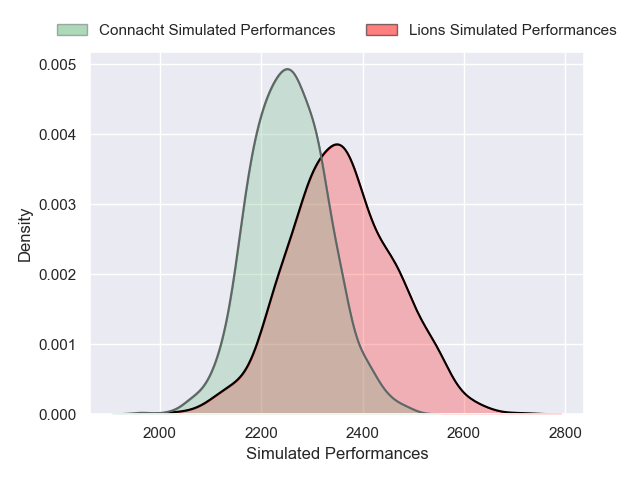 Connacht Simulated Performances Lions Simulated Performances
0.005
0.004
0.003
0.002
0.001
0.000
Density
2000 2200 2400 2600 2800
Simulated Performances